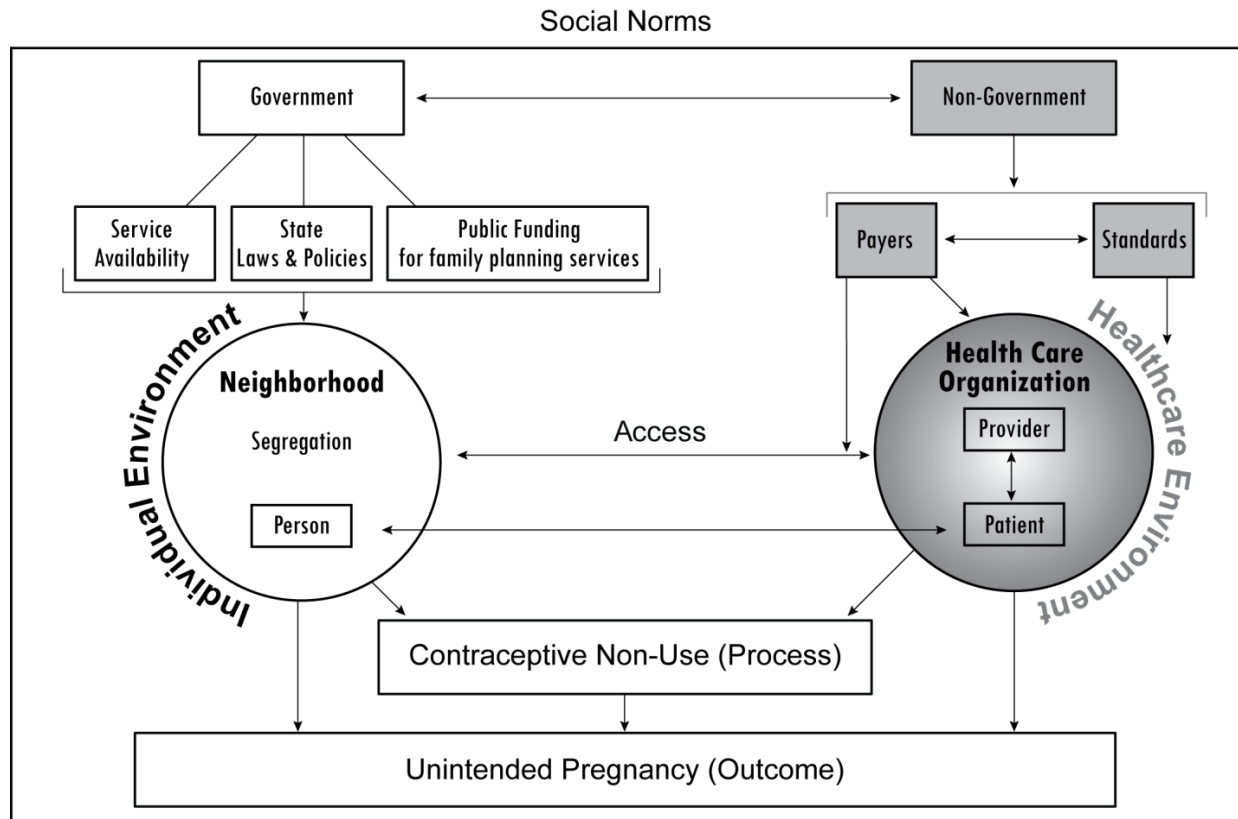 Social Norms
Government
Non-Government
Service
Availability
State
Laws & Policies
Public Funding
for family planning services
Payers
Standards
Individual Environment
Neighborhood
Segregation
Person
Access
Health Care
Organization
Provider
Patient
Healthcare Environment
Contraceptive Non-Use (Process)
Unintended Pregnancy (Outcome)